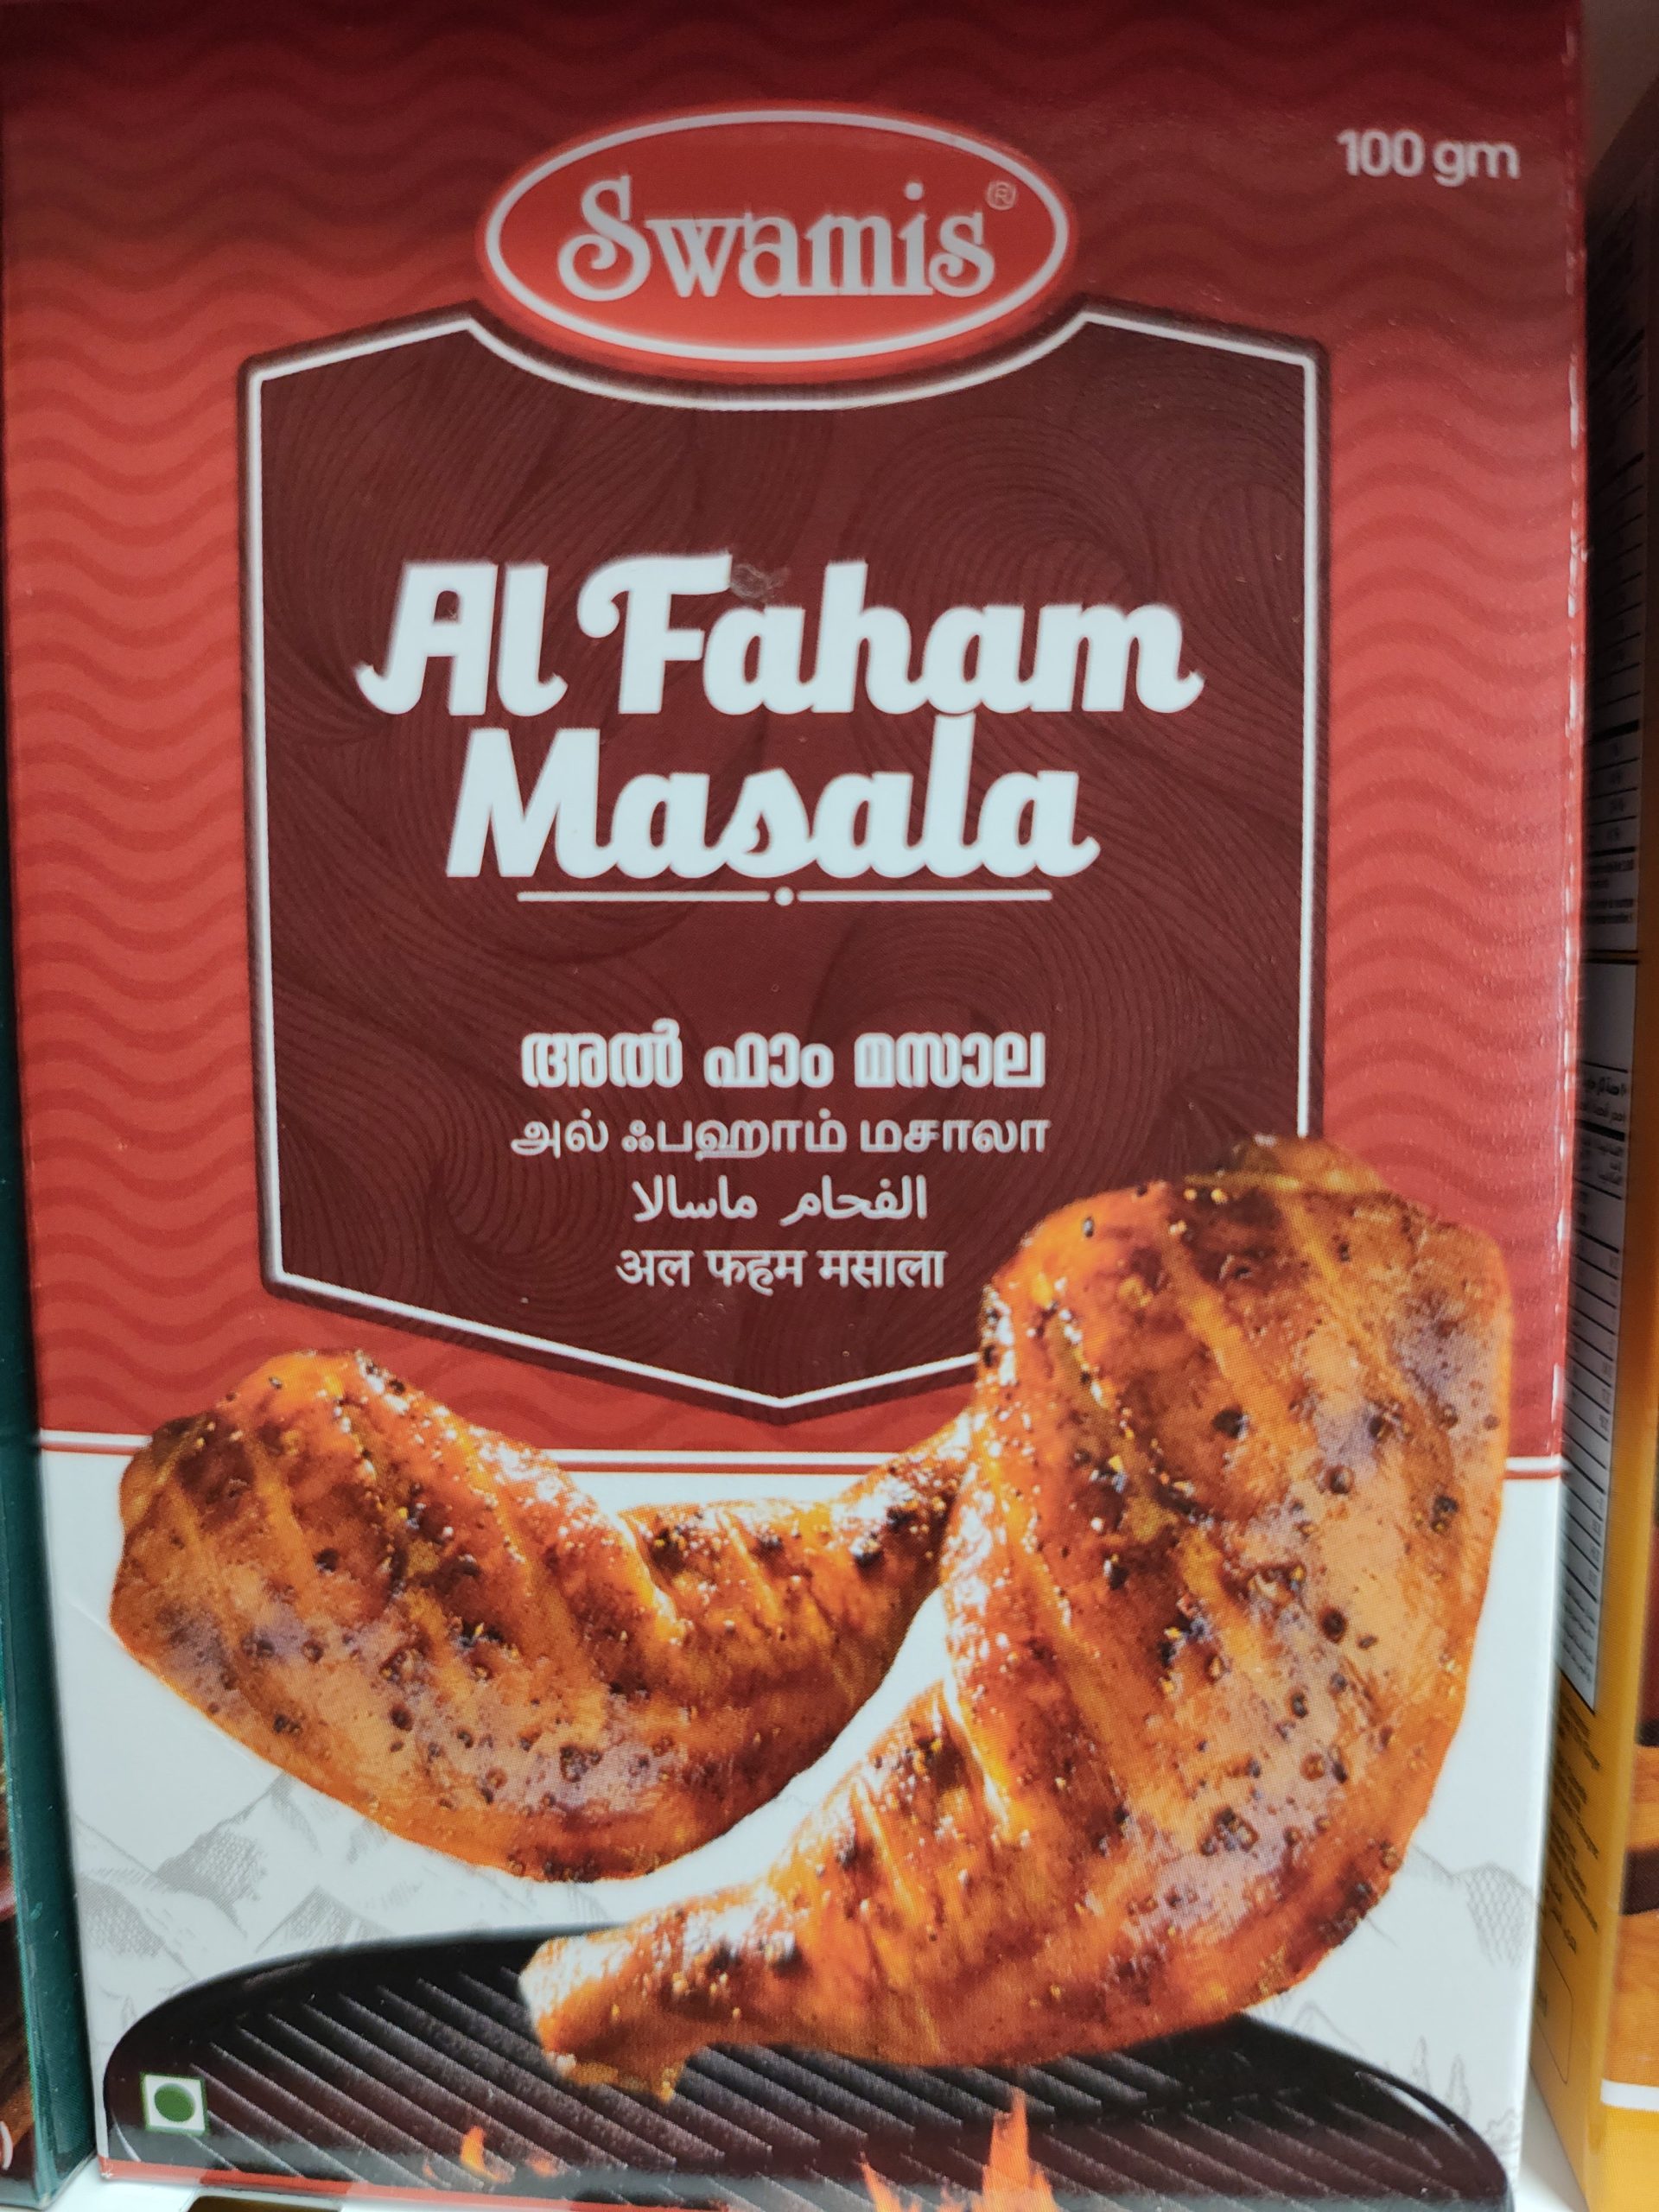 Swamis®
100 gm
Al Faham
Masala
അൽ ഫാം മസാല
அல் ஃபஹாம் மசாலா
الفحام ماسالا
अल फहम मसाला